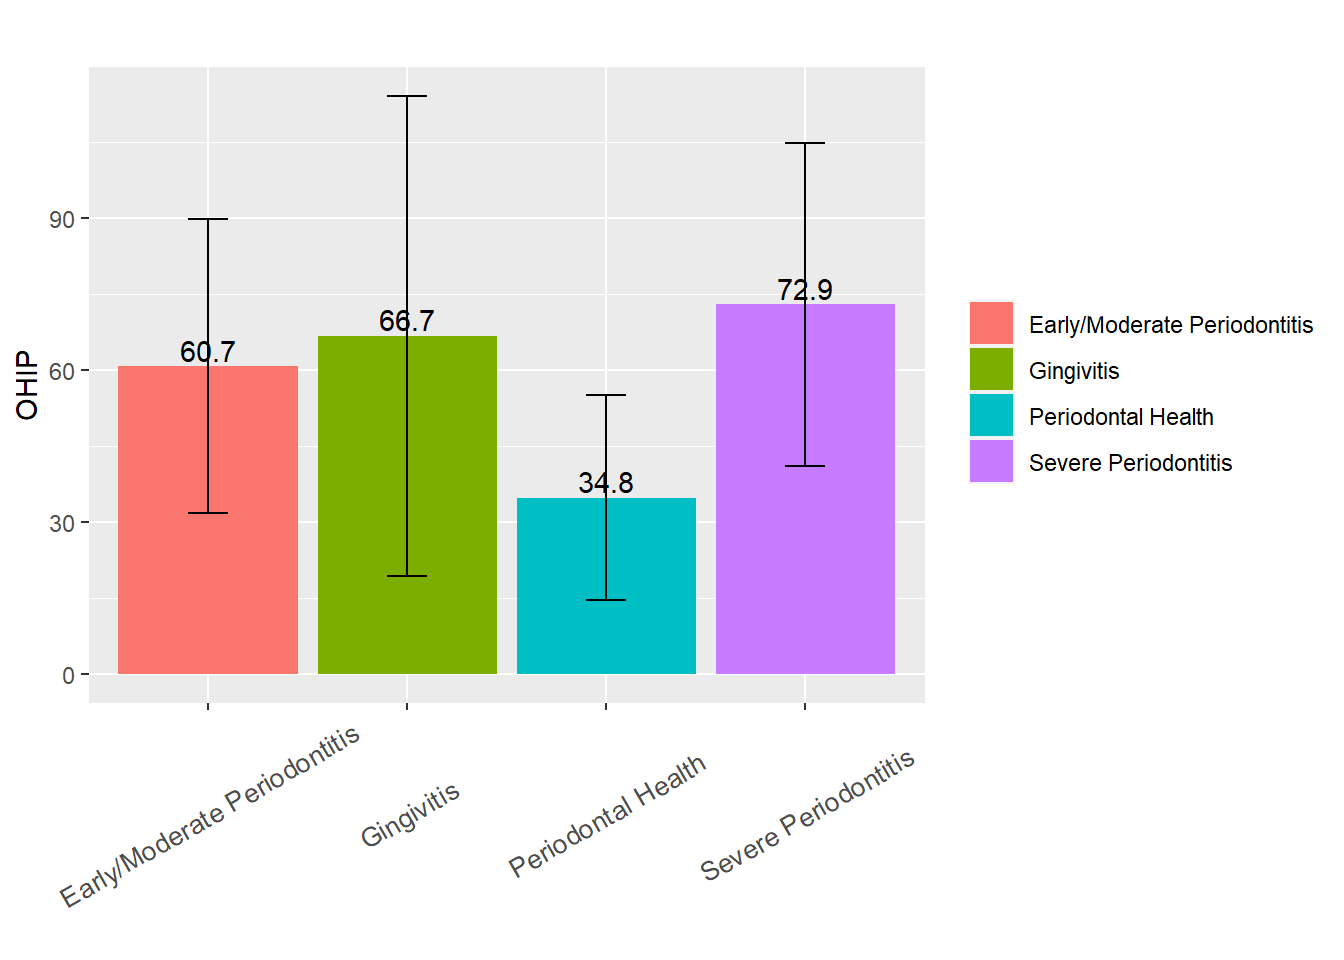 OHIP
90
60
30
0
60.7
66.7
34.8
72.9
Early/Moderate Periodontitis
Gingivitis
Periodontal Health
Severe Periodontitis
Early/Moderate Periodontitis
Gingivitis
Periodontal Health
Severe Periodontitis